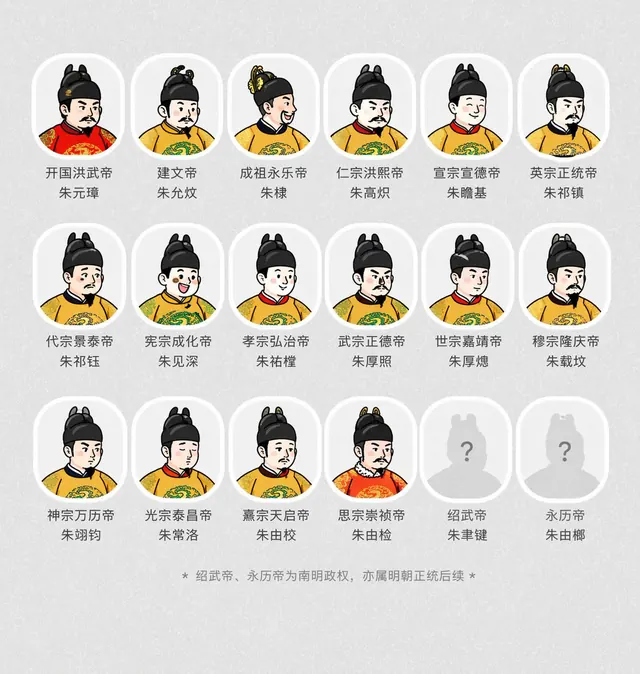 开国洪武帝 建文帝 成祖永乐帝 仁宗洪熙帝 宣宗宣德帝 英宗正统帝
朱元璋 朱允炆 朱棣 朱高炽 朱瞻基 朱祁镇
代宗景泰帝 宪宗成化帝 孝宗弘治帝 武宗正德帝 世宗嘉靖帝 穆宗隆庆帝
朱祁钰 朱见深 朱祐樘 朱厚照 朱厚熜 朱载坟
? ?
神宗万历帝 光宗泰昌帝 熹宗天启帝 思宗崇祯帝 绍武帝 永历帝
朱翊钧 朱常洛 朱由校 朱由检 朱聿键 朱由榔
* 绍武帝、永历帝为南明政权，亦属明朝正统后续 *